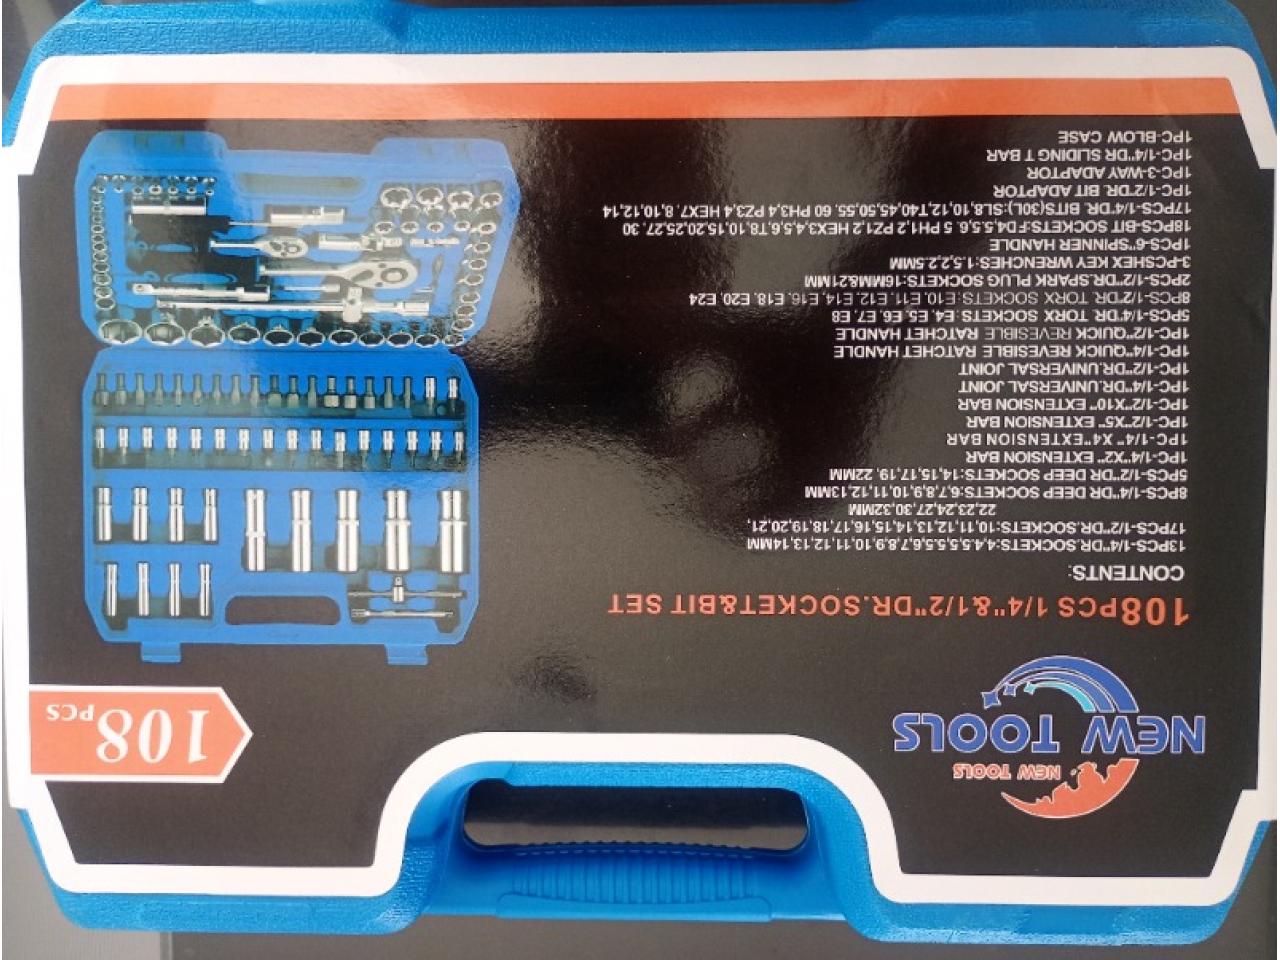 NEW TOOLS
NEW TOOLS
108PCS
108PCS 1/4"&1/2"DR.SOCKET&BIT SET
CONTENTS:
13PCS-1/4"DR.SOCKETS:4,4.5,5,5.5,6,7,8,9,10,11,12,13,14MM
17PCS-1/2"DR.SOCKETS:10,11,12,13,14,15,16,17,18,19,20,21,
22,23,24,27,30,32MM
8PCS-1/4"DR DEEP SOCKETS:6,7,8,9,10,11,12,13MM
5PCS-1/2"DR DEEP SOCKETS:14,15,17,19, 22MM
1PC-1/4"X2" EXTENSION BAR
1PC-1/4"X4"EXTENSION BAR
1PC-1/2"X5" EXTENSION BAR
1PC-1/2"X10" EXTENSION BAR
1PC-1/4"DR.UNIVERSAL JOINT
1PC-1/2"DR.UNIVERSAL JOINT
1PC-1/4"QUICK REVESIBLE RATCHET HANDLE
1PC-1/2"QUICK REVESIBLE RATCHET HANDLE
5PCS-1/4'DR TORX SOCKETS:E4, E5, E6, E7, E8
8PCS-1/2'DR. TORX SOCKETS:E10, E11, E12, E14, E16, E18, E20, E24
2PCS-1/2"DR.SPARK PLUG SOCKETS:16MM&21MM
3-PCSHEX KEY WRENCHES:1.5,2,2.5MM
1PC-6"SPINNER HANDLE
18PCS-BIT SOCKETS:FD4,5.5,6. 5 PH1,2 PZ1,2 HEX3,4,5,6,T8,10,15,20,25,27, 30
17PCS-1/4'DR. BITS(30L):SL8,10,12,T40,45,50,55. 60 PH3,4 PZ3,4 HEX7, 8,10,12,14
1PC-1/2'DR. BIT ADAPTOR
1PC-3-WAY ADAPTOR
1PC-1/4"DR SLIDING T BAR
1PC-BLOW CASE